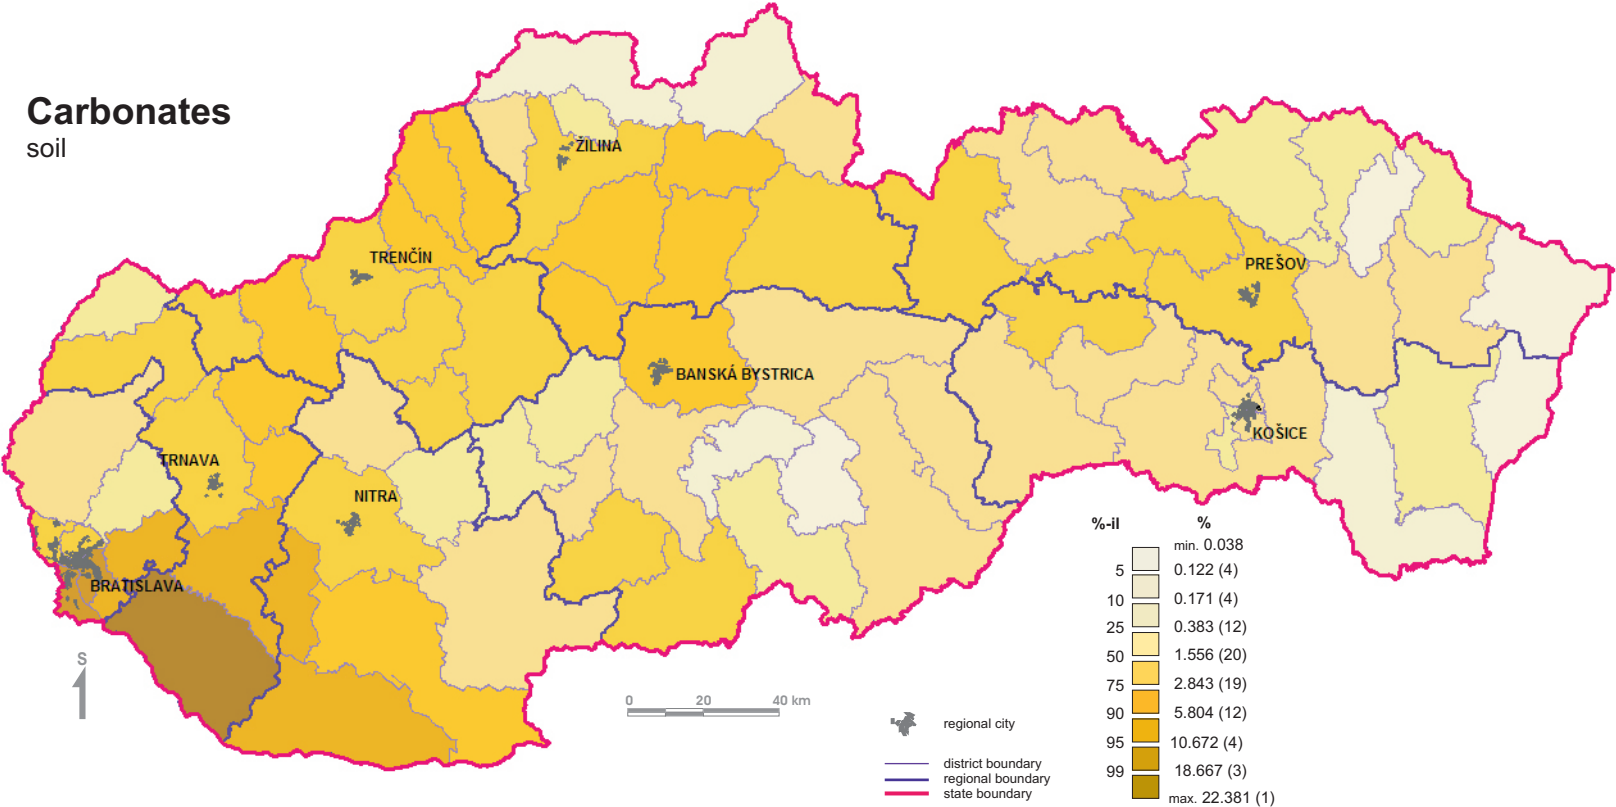 Carbonates
soil
ŽILINA
TRENČÍN
PREŠOV
BANSKÁ BYSTRICA
KOŠICE
TRNAVA
NITRA
BRATISLAVA
S
0 20 40 km
regional city
district boundary
regional boundary
state boundary
%-il %
min. 0.038
5 0.122 (4)
10 0.171 (4)
25 0.383 (12)
50 1.556 (20)
75 2.843 (19)
90 5.804 (12)
95 10.672 (4)
99 18.667 (3)
max. 22.381 (1)